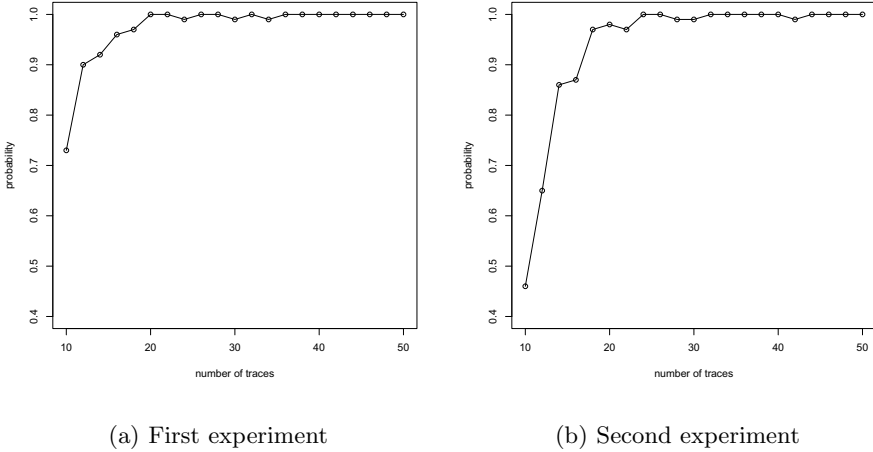 probability
1.0
0.9
0.8
0.7
0.6
0.5
0.4
10 20 30 40 50
number of traces
(a) First experiment
probability
1.0
0.9
0.8
0.7
0.6
0.5
0.4
10 20 30 40 50
number of traces
(b) Second experiment